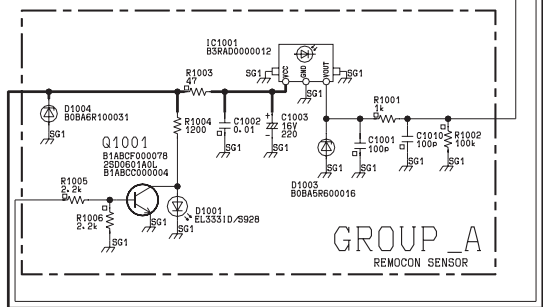 IC1001
B3RAD0000012
VCC
GND
VOUT
SG1
SG1
SG1
R1003
47
D1004
B0BA6R100031
SG1
R1004
1200
C1002
0.01
SG1
+
C1003
16V
220
SG1
R1001
1k
C1001
100p
SG1
C1010
100p
SG1
R1002
100k
SG1
D1003
B0BA5R600016
SG1
Q1001
B1ABCF000078
2SD0601A0L
B1ABCC000004
R1005
2.2k
R1006
2.2k
SG1
SG1
D1001
EL333ID/S928
SG1
GROUP_A
REMOCON SENSOR